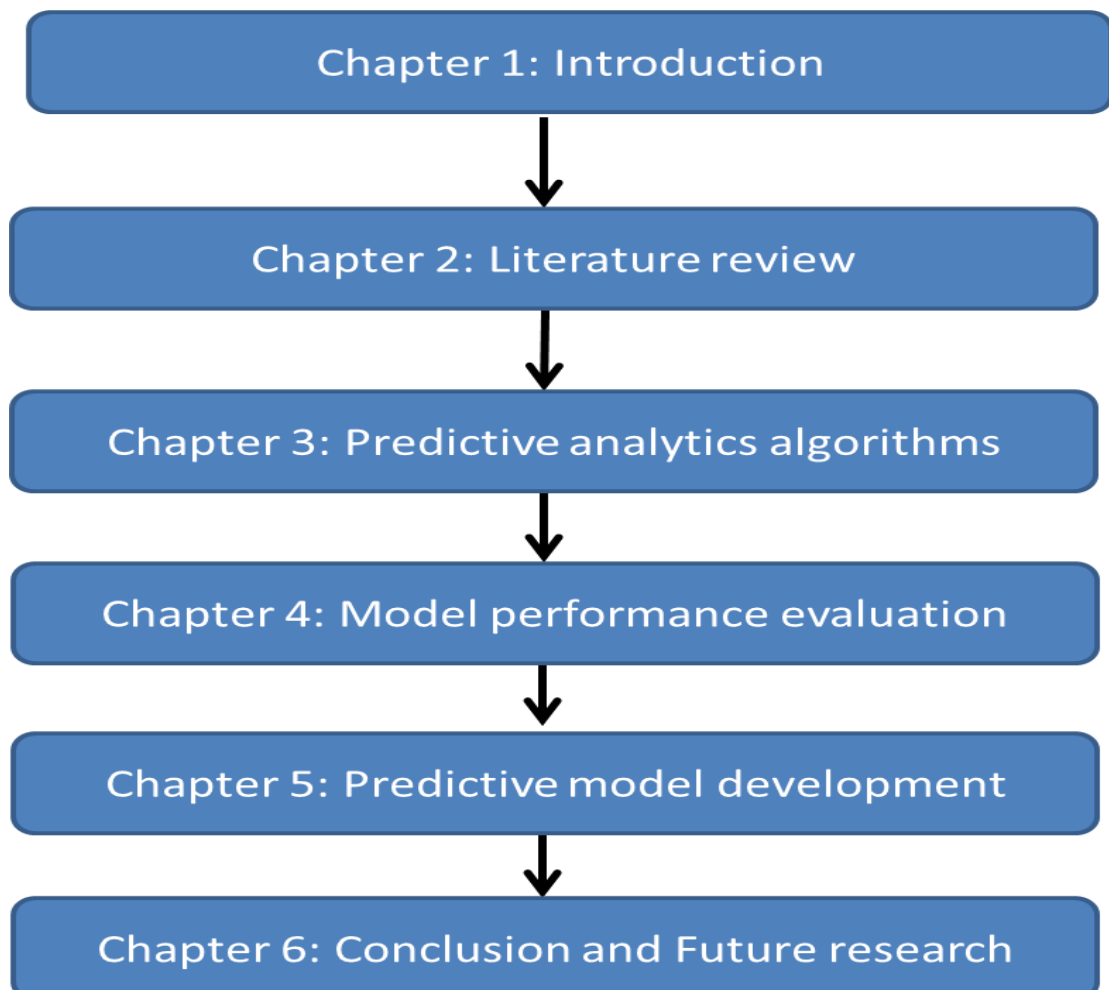 Chapter 1: Introduction
Chapter 2: Literature review
Chapter 3: Predictive analytics algorithms
Chapter 4: Model performance evaluation
Chapter 5: Predictive model development
Chapter 6: Conclusion and Future research